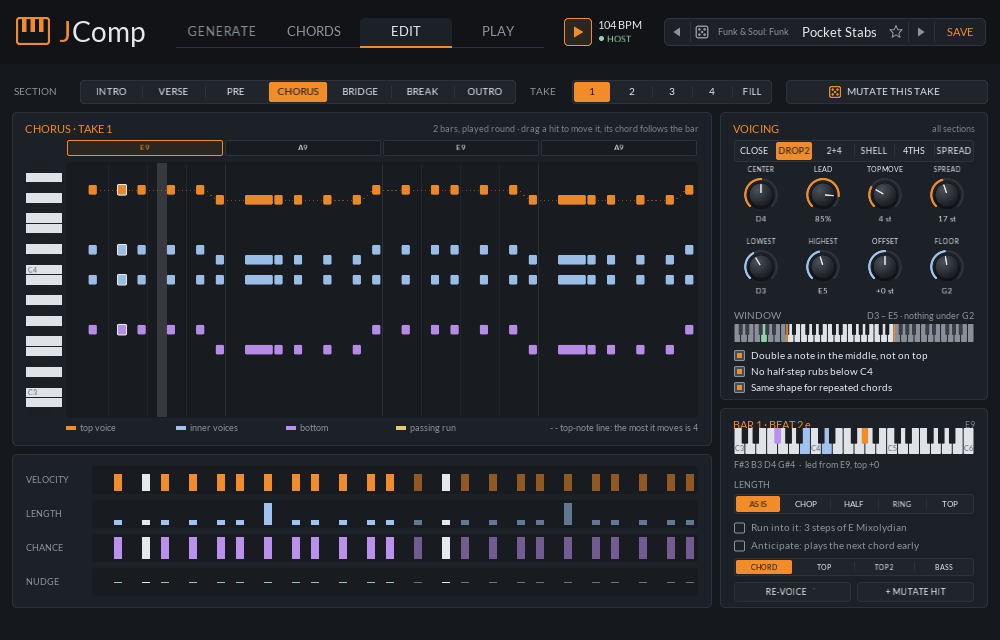 JComp GENERATE CHORDS EDIT PLAY 104 BPM HOST Funk & Soul: Funk Pocket Stabs SAVE
SECTION INTRO VERSE PRE CHORUS BRIDGE BREAK OUTRO TAKE 1 2 3 4 FILL MUTATE THIS TAKE
CHORUS · TAKE 1 2 bars, played round · drag a hit to move it, its chord follows the bar
E9 A9 E9 A9
C4
C3
top voice inner voices bottom passing run - - top-note line: the most it moves is 4
VELOCITY
LENGTH
CHANCE
NUDGE
VOICING all sections
CLOSE DROP2 2+4 SHELL 4THS SPREAD
CENTER LEAD TOPMOVE SPREAD
D4 85% 4 st 17 st
LOWEST HIGHEST OFFSET FLOOR
D3 E5 +0 st G2
WINDOW D3 – E5 · nothing under G2
Double a note in the middle, not on top
No half-step rubs below C4
Same shape for repeated chords
BAR 1 · BEAT 2 e E9
C3 C4 C5 C6
F#3 B3 D4 G#4 · led from E9, top +0
LENGTH
AS IS CHOP HALF RING TOP
Run into it: 3 steps of E Mixolydian
Anticipate: plays the next chord early
CHORD TOP TOP2 BASS
RE-VOICE + MUTATE HIT